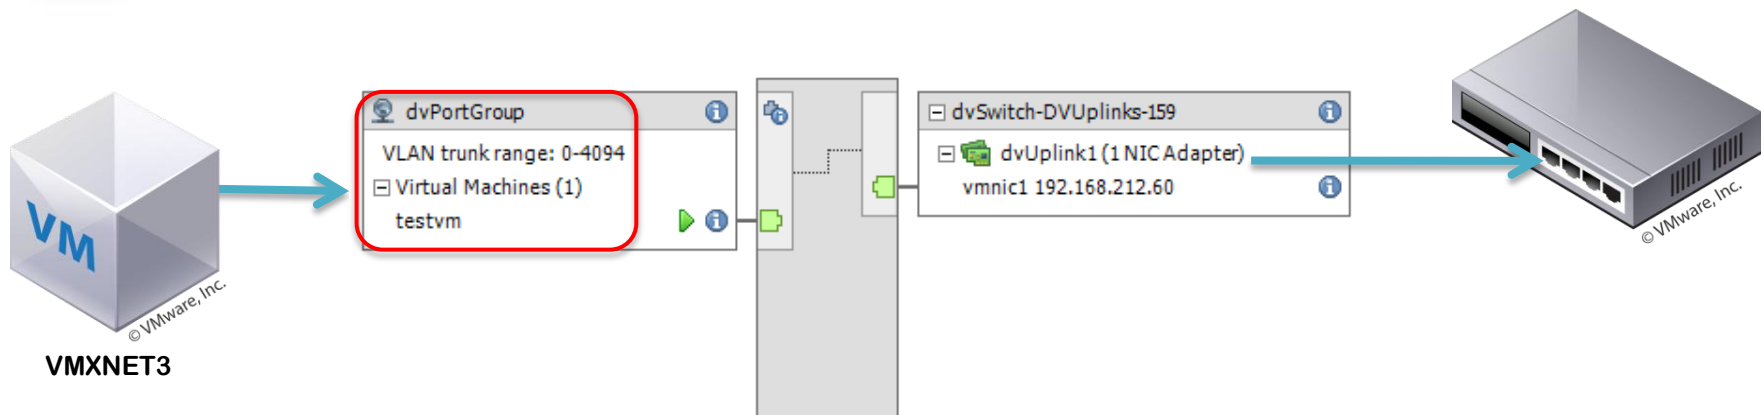 VM
© VMware, Inc.
VMXNET3
dvPortGroup
VLAN trunk range: 0-4094
Virtual Machines (1)
testvm
dvSwitch-DVUplinks-159
dvUplink1 (1 NIC Adapter)
vmnic1 192.168.212.60
© VMware, Inc.